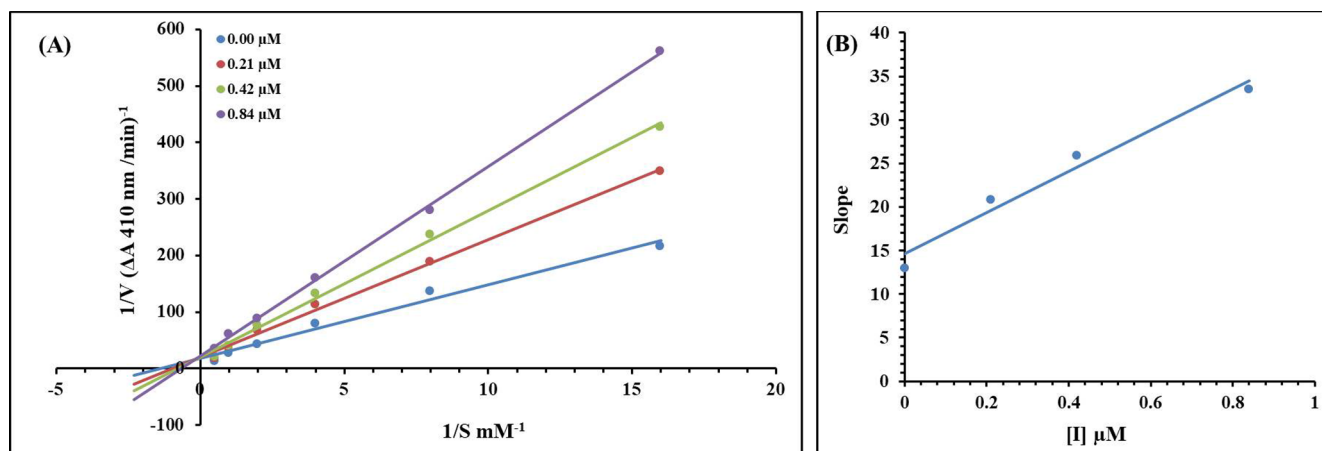 (A)
0.00 µM
0.21 µM
0.42 µM
0.84 µM
1/V (ΔA 410 nm /min)-1
600
500
400
300
200
100
0
-100
-5
0
5
10
15
20
1/S mM-1
(B)
Slope
40
35
30
25
20
15
10
5
0
0
0.2
0.4
0.6
0.8
1
[I] µM